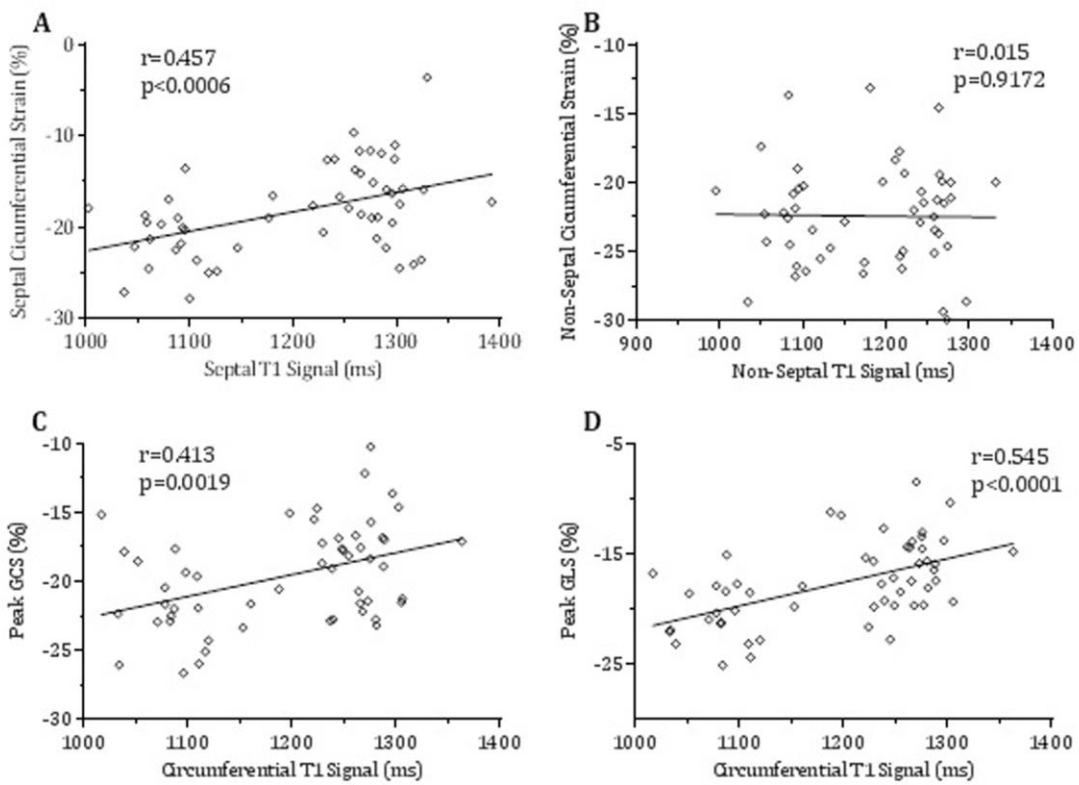 A
Septal Cicumferential Strain (%)
r=0.457
p<0.0006
0
-10
-20
-30
1000 1100 1200 1300 1400
Septal T1 Signal (ms)
B
Non-Septal Cicumferential Strain (%)
r=0.015
p=0.9172
-10
-15
-20
-25
-30
900 1000 1100 1200 1300 1400
Non-Septal T1 Signal (ms)
C
Peak GCS (%)
r=0.413
p=0.0019
-10
-15
-20
-25
-30
1000 1100 1200 1300 1400
Circumferential T1 Signal (ms)
D
Peak GLS (%)
r=0.545
p<0.0001
-5
-15
-25
1000 1100 1200 1300 1400
Circumferential T1 Signal (ms)